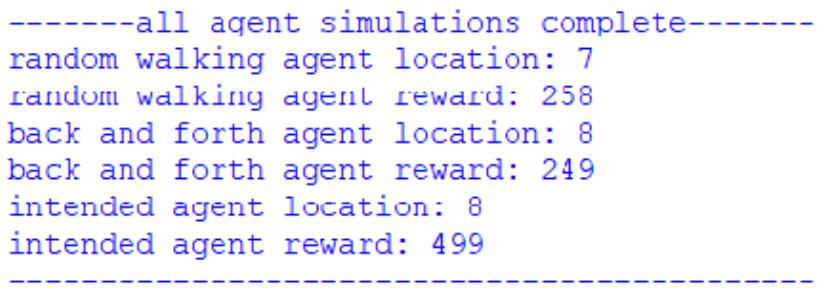 -------all agent simulations complete-------
random walking agent location: 7
random walking agent reward: 258
back and forth agent location: 8
back and forth agent reward: 249
intended agent location: 8
intended agent reward: 499
--------------------------------------------